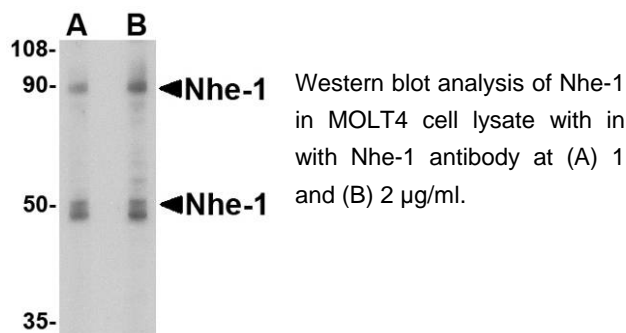 A B
108-
90-
Nhe-1
50-
Nhe-1
35-
Western blot analysis of Nhe-1
in MOLT4 cell lysate with in
with Nhe-1 antibody at (A) 1
and (B) 2 µg/ml.